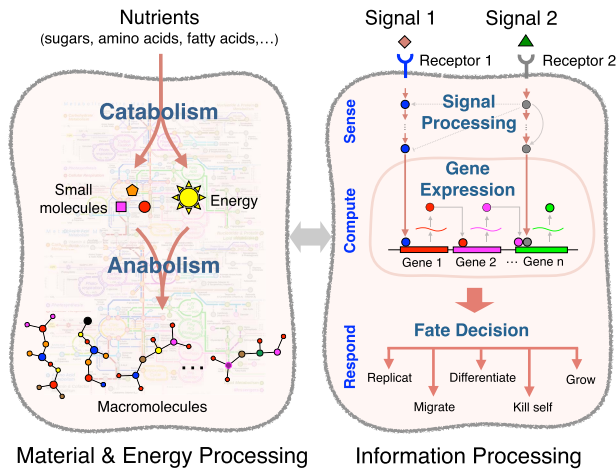 Nutrients
(sugars, amino acids, fatty acids,…)
Catabolism
Small
molecules
Energy
Anabolism
...
Macromolecules
Material & Energy Processing
Signal 1
Signal 2
Receptor 1
Receptor 2
Sense
Signal
Processing
Compute
Gene
Expression
Gene 1
Gene 2
... Gene n
Respond
Fate Decision
Replicat
Differentiate
Grow
Migrate
Kill self
Information Processing